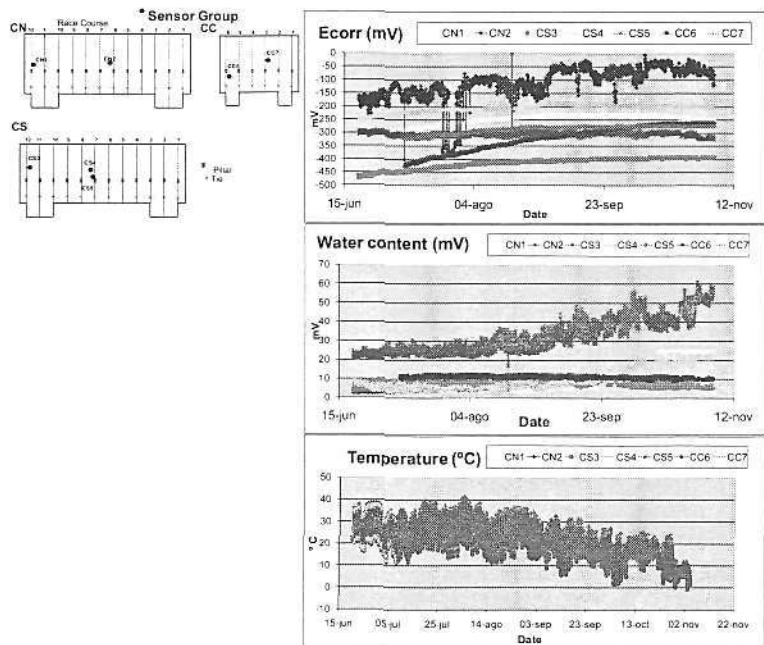 Sensor Group
CN Race Course CC
CN1 CN2 CC6 CC7
CS
CS3 CS4
CS5
Pillar
Tie
Ecorr (mV) CN1 CN2 CS3 CS4 CS5 CC6 CC7
0
-50
-100
-150
-200
-250
mV
-300
-350
-400
-450
-500
15-jun 04-ago 23-sep 12-nov
Date
Water content (mV) CN1 CN2 CS3 CS4 CS5 CC6 CC7
70
60
50
40
mV
30
20
10
0
15-jun 04-ago 23-sep 12-nov
Date
Temperature (ºC) CN1 CN2 CS3 CS4 CS5 CC6 CC7
50
40
30
20
ºC
10
0
-10
15-jun 05-jul 25-jul 14-ago 03-sep 23-sep 13-oct 02-nov 22-nov
Date